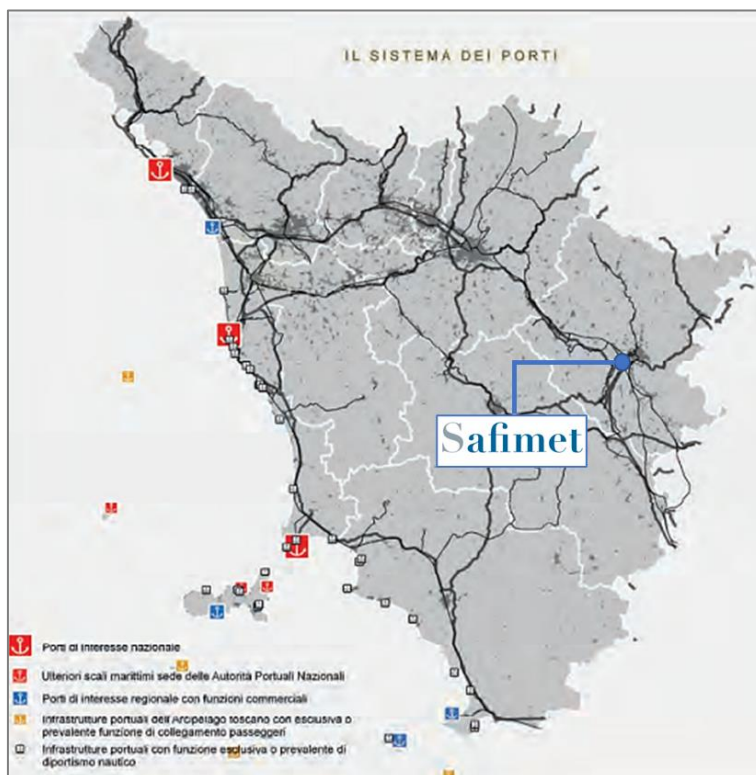 IL SISTEMA DEI PORTI
Safimet
Porti di interesse nazionale
Ulteriori scali marittimi sede delle Autorità Portuali Nazionali
Porti di interesse regionale con funzioni commerciali
Infrastrutture portuali dell'Arcipelago toscano con esclusiva o
prevalente funzione di collegamento passeggeri
Infrastrutture portuali con funzione esclusiva o prevalente di
diportismo nautico